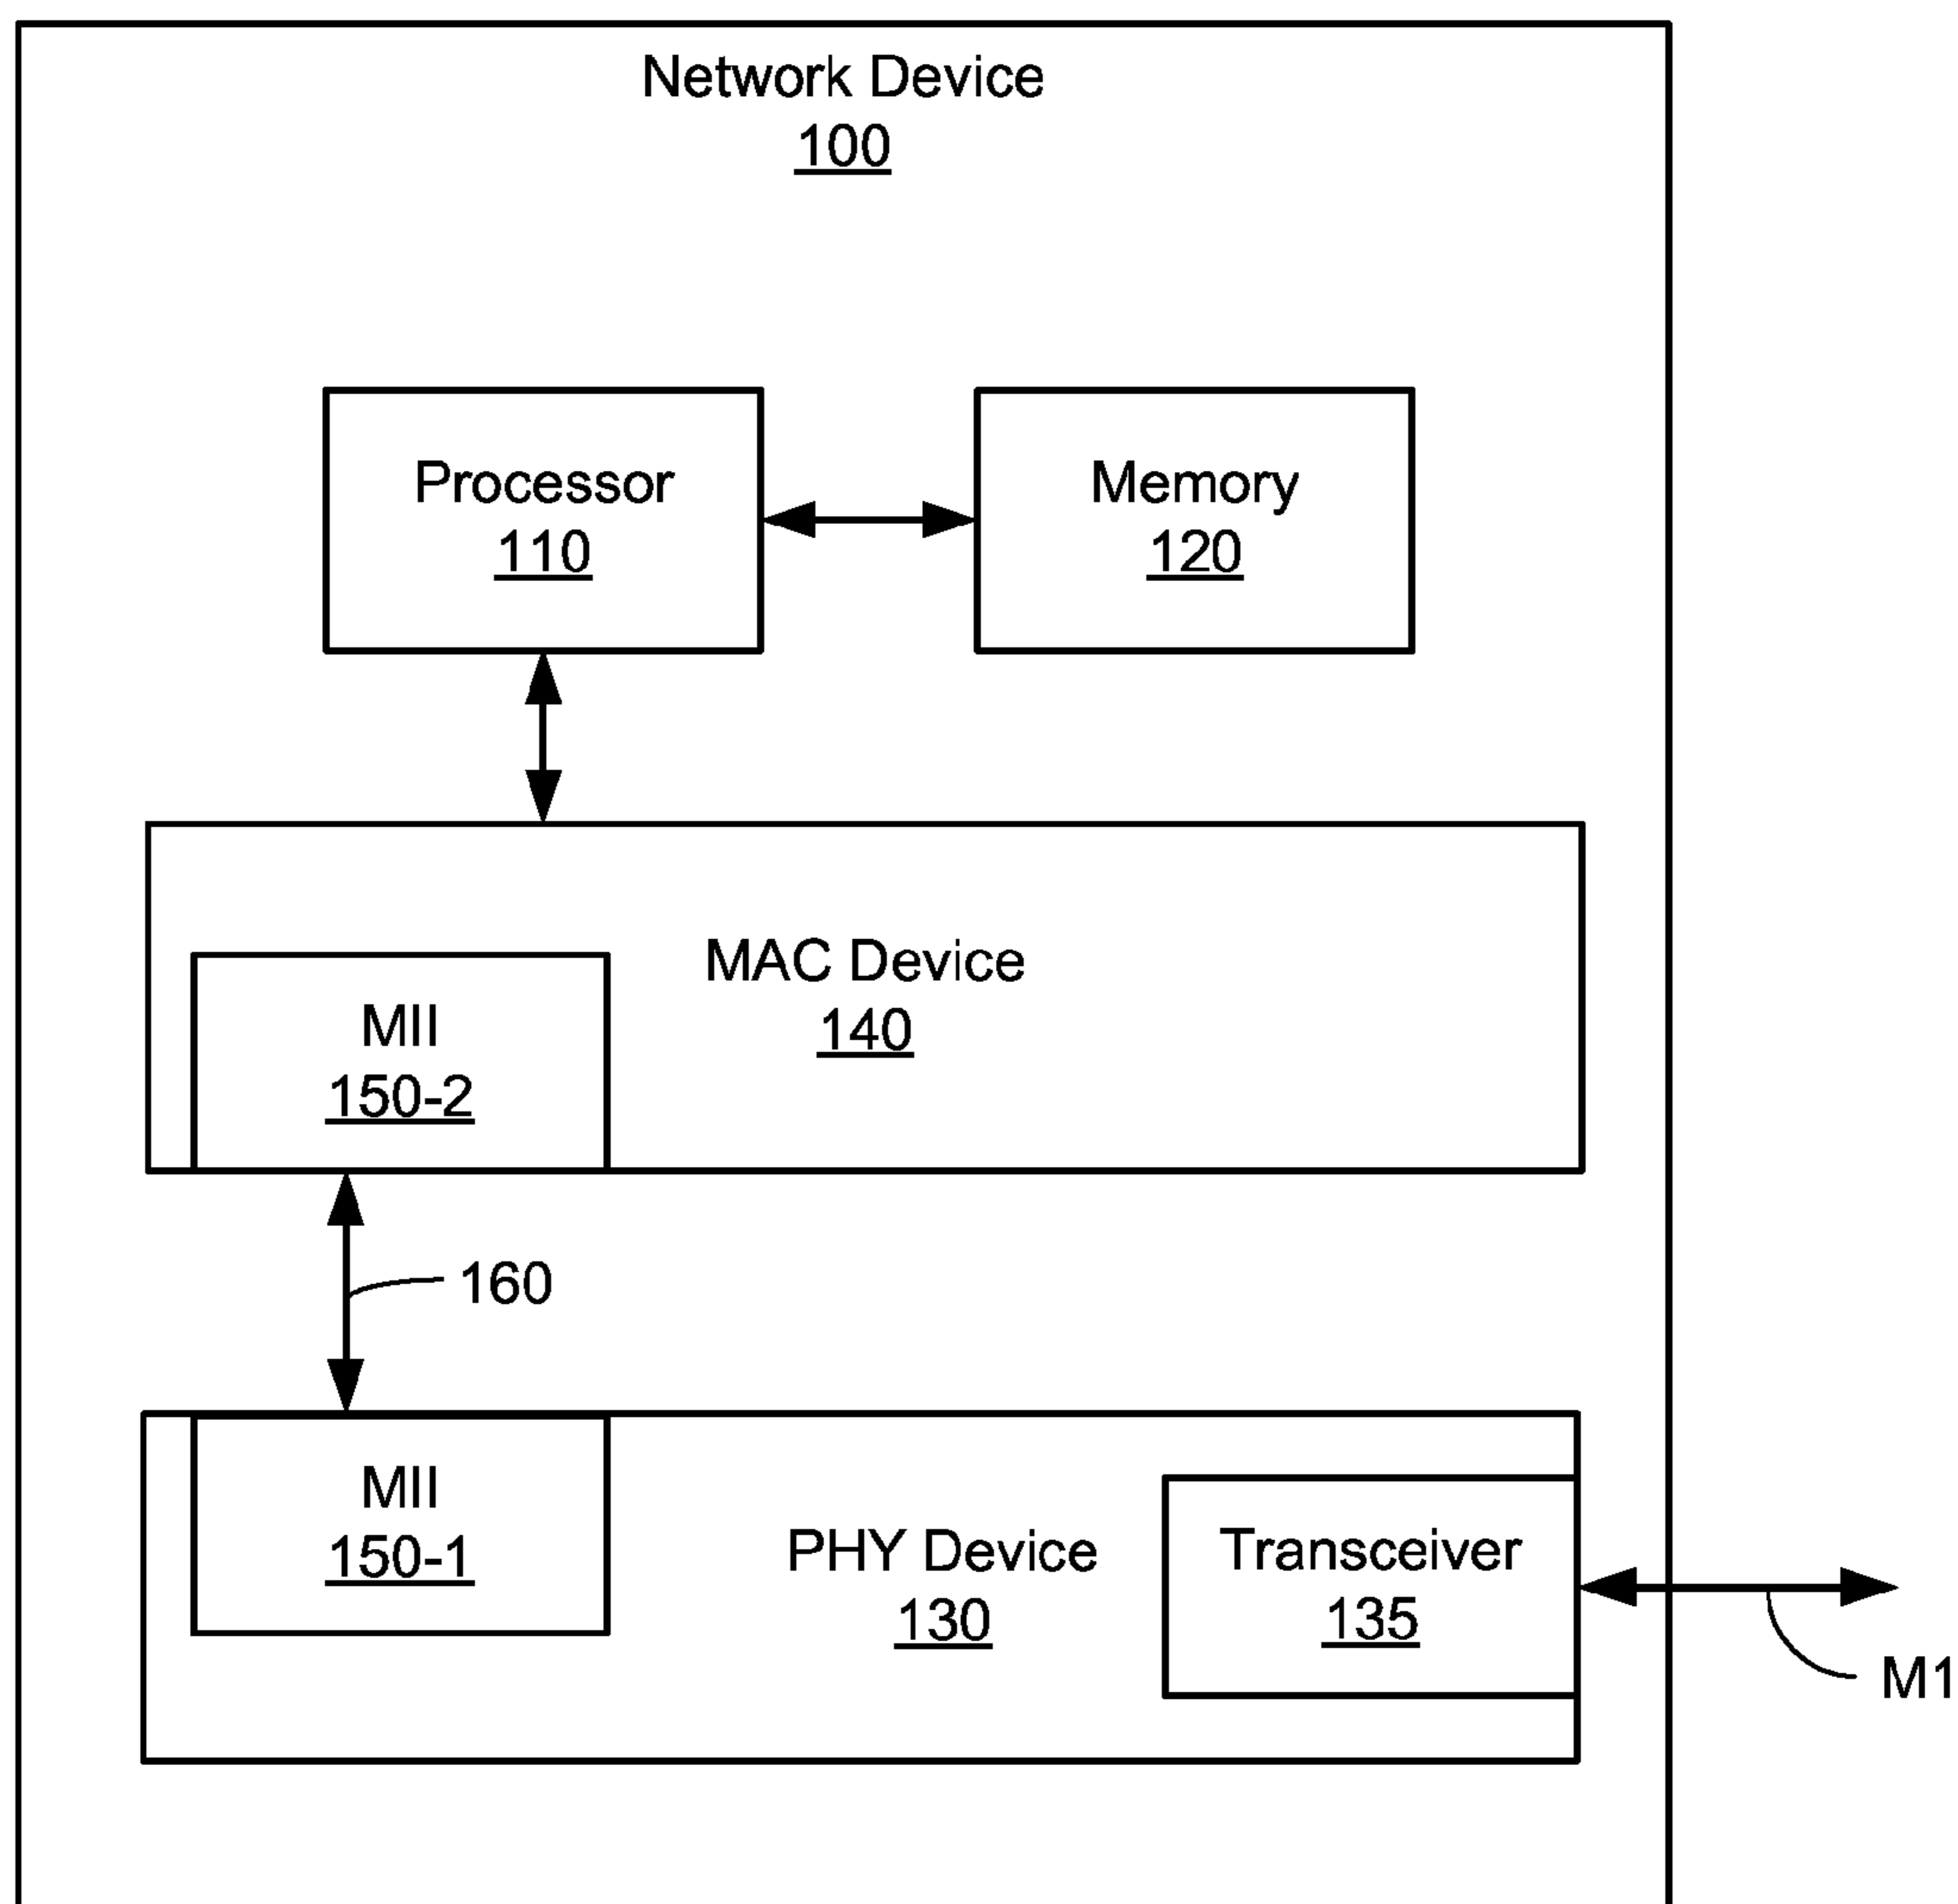 Network Device
100
Processor
110
Memory
120
MAC Device
140
MII
150-2
160
MII
150-1
PHY Device
130
Transceiver
135
M1